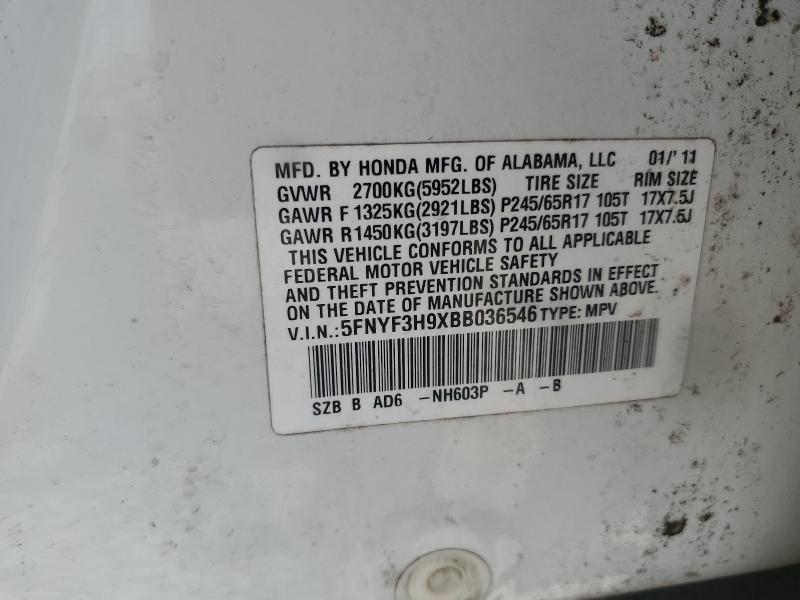 MFD. BY HONDA MFG. OF ALABAMA, LLC 01/'11
GVWR 2700KG(5952LBS) TIRE SIZE RIM SIZE
GAWR F 1325KG(2921LBS) P245/65R17 105T 17X7.5J
GAWR R 1450KG(3197LBS) P245/65R17 105T 17X7.5J
THIS VEHICLE CONFORMS TO ALL APPLICABLE
FEDERAL MOTOR VEHICLE SAFETY
AND THEFT PREVENTION STANDARDS IN EFFECT
ON THE DATE OF MANUFACTURE SHOWN ABOVE.
V.I.N.:5FNYF3H9XBB036546 TYPE: MPV
SZB B AD6 -NH603P -A -B